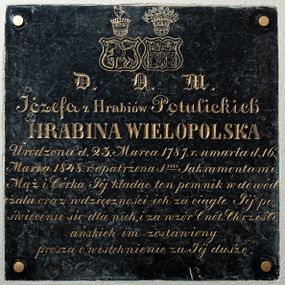 D. O. M.
Józefa z Hrabiów Potulickich
HRABINA WIELOPOLSKA
Urodzona d. 23. Marca 1787. r. umarła d. 16.
Marca 1848. r. opatrzona Smi Sakramentami
Mąż i Córka Jéj kładąc ten pomnik w dowód
żalu oraz wdzięczności ich za ciągłe Jéj po
święcenie się dla nich, i za wzór Cnót Chrześci
ańskich im zostawiony
proszą o westchnienie za Jéj duszę.